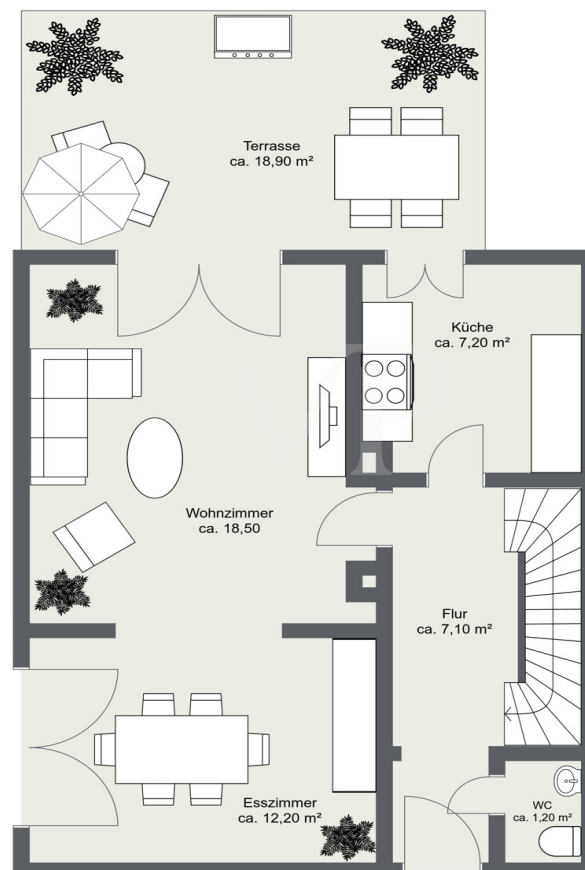 Terrasse
ca. 18,90 m²
Küche
ca. 7,20 m²
Wohnzimmer
ca. 18,50
Flur
ca. 7,10 m²
Esszimmer
ca. 12,20 m²
WC
ca. 1,20 m²